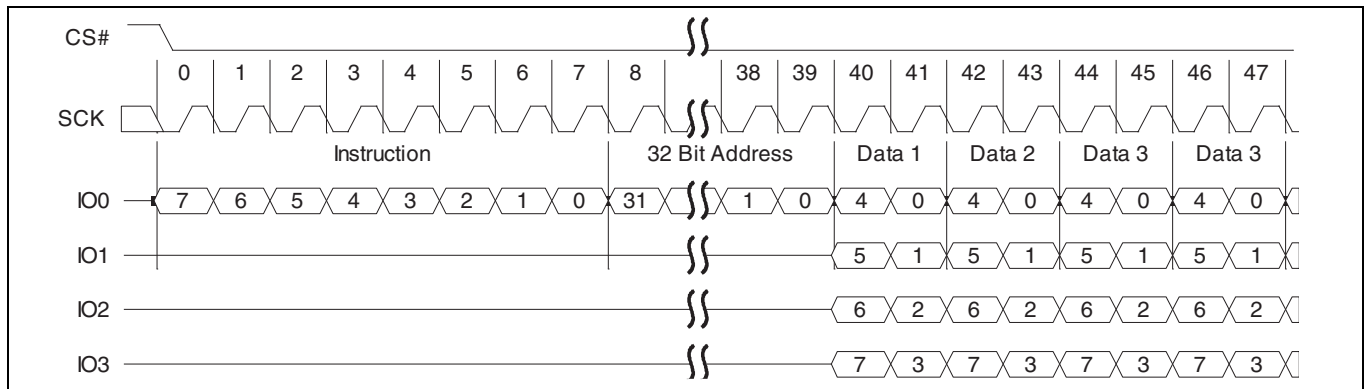 CS#
0 1 2 3 4 5 6 7 8 38 39 40 41 42 43 44 45 46 47
SCK
Instruction 32 Bit Address Data 1 Data 2 Data 3 Data 3
IO0 7 6 5 4 3 2 1 0 31 1 0 4 0 4 0 4 0 4 0
IO1 5 1 5 1 5 1 5 1
IO2 6 2 6 2 6 2 6 2
IO3 7 3 7 3 7 3 7 3